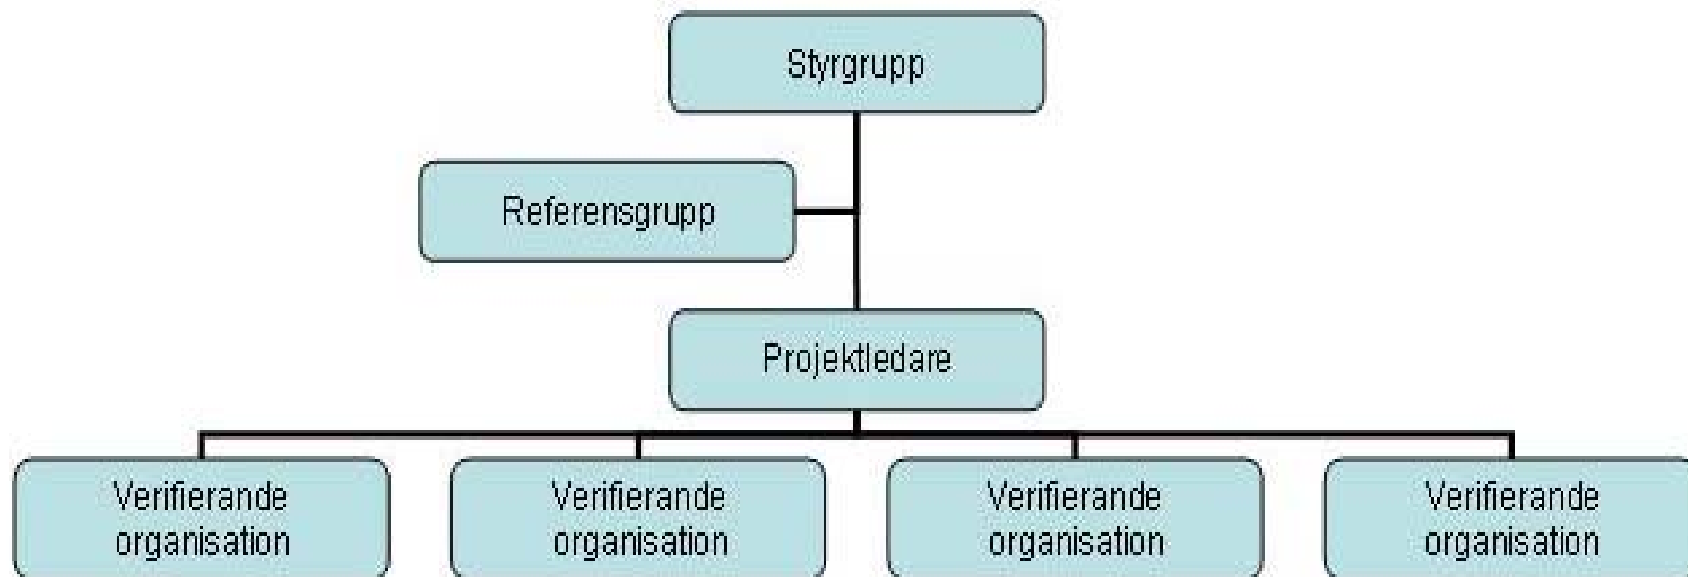 Styrgrupp
Referensgrupp
Projektledare
Verifierande
organisation
Verifierande
organisation
Verifierande
organisation
Verifierande
organisation